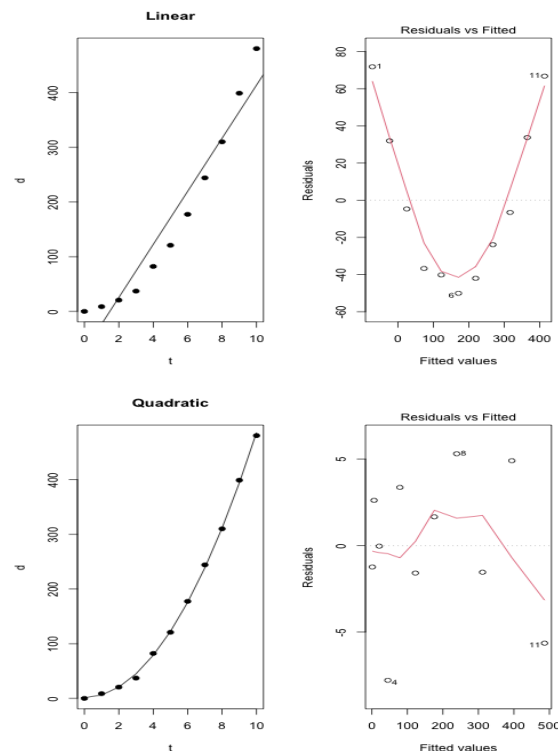 Linear
d
400
300
200
100
0
0 2 4 6 8 10
t
Residuals vs Fitted
Residuals
80
60
40
20
0
-20
-40
-60
1
11
6
0 100 200 300 400
Fitted values
Quadratic
d
400
300
200
100
0
0 2 4 6 8 10
t
Residuals vs Fitted
Residuals
5
0
-5
8
11
4
0 100 200 300 400 500
Fitted values